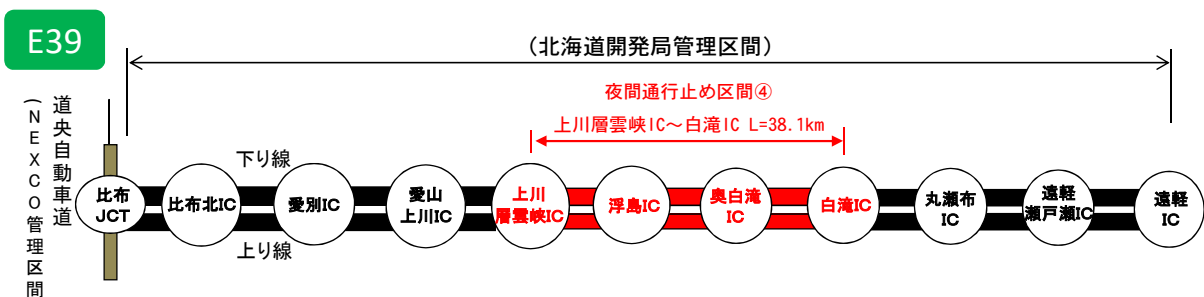 E39
(北海道開発局管理区間)
夜間通行止め区間④
上川層雲峡IC~白滝IC L=38.1km
道央自動車道
(NEXCO管理区間
下り線
比布
JCT
比布北IC
愛別IC
愛山
上川IC
上川
層雲峡IC
浮島IC
奥白滝
IC
白滝IC
丸瀬布
IC
遠軽
瀬戸瀬IC
遠軽
IC
上り線